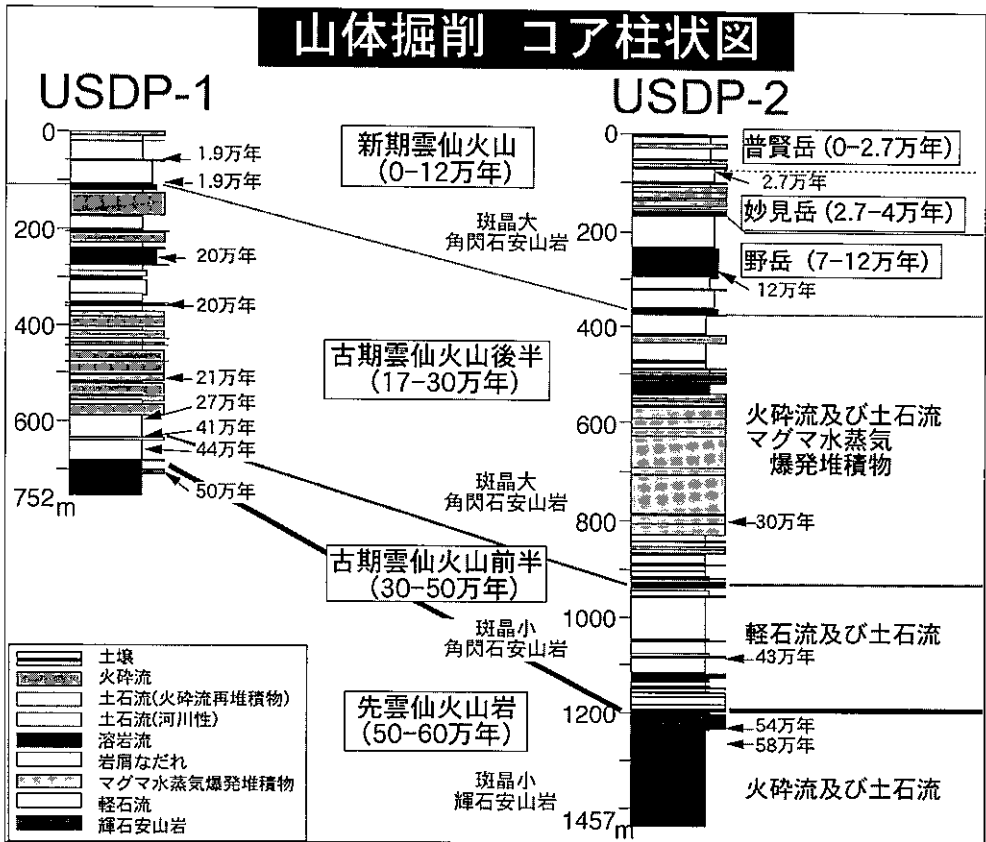 山体掘削 コア柱状図
USDP-1
0
200
400
600
752m
1.9万年
1.9万年
20万年
20万年
21万年
27万年
41万年
44万年
50万年
新期雲仙火山
(0-12万年)
斑晶大
角閃石安山岩
古期雲仙火山後半
(17-30万年)
斑晶大
角閃石安山岩
古期雲仙火山前半
(30-50万年)
斑晶小
角閃石安山岩
先雲仙火山岩
(50-60万年)
斑晶小
輝石安山岩
USDP-2
0
200
400
600
800
1000
1200
1457m
普賢岳 (0-2.7万年)
2.7万年
妙見岳 (2.7-4万年)
野岳 (7-12万年)
12万年
火砕流及び土石流
マグマ水蒸気
爆発堆積物
30万年
軽石流及び土石流
43万年
54万年
58万年
火砕流及び土石流
土壌
火砕流
土石流(火砕流再堆積物)
土石流(河川性)
溶岩流
岩屑なだれ
マグマ水蒸気爆発堆積物
軽石流
輝石安山岩